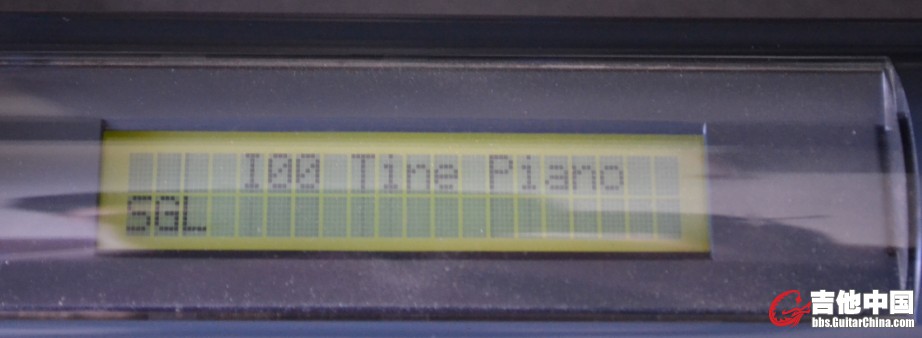 I00 Tine Piano
SGL
吉他中国
bbs.GuitarChina.com